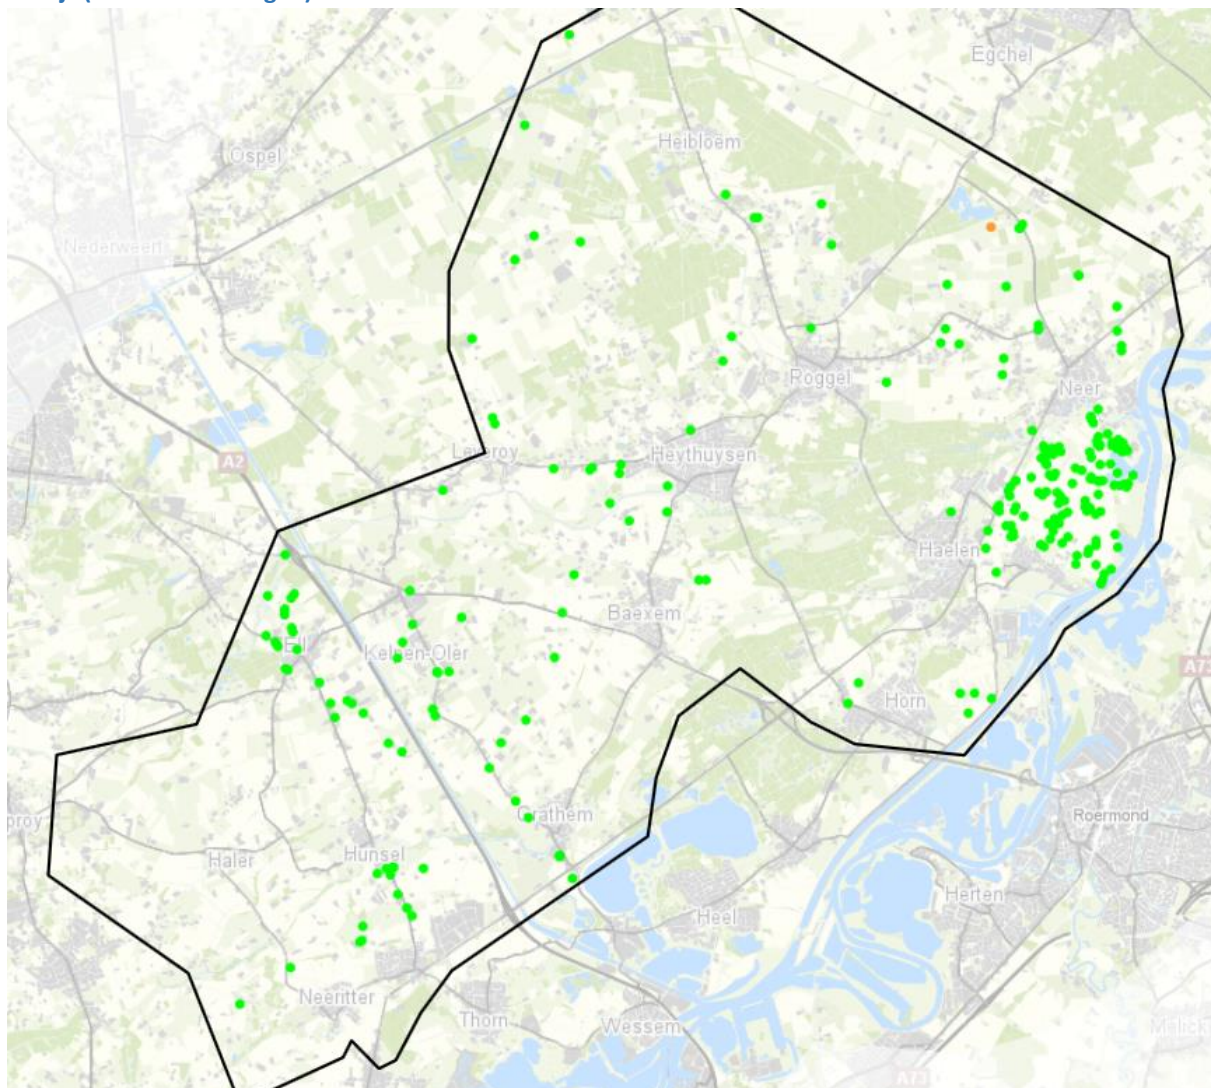 Egchel
Heibloem
Ospel
Nederweert
Neer
Roggel
Leveroy
Heythuysen
A2
Haelen
Baexem
Ell
Kelpen-Oler
A73
Horn
Grathem
Roermond
Haler
Hunsel
Herten
Heel
Neeritter
Thorn
Wessem
A73